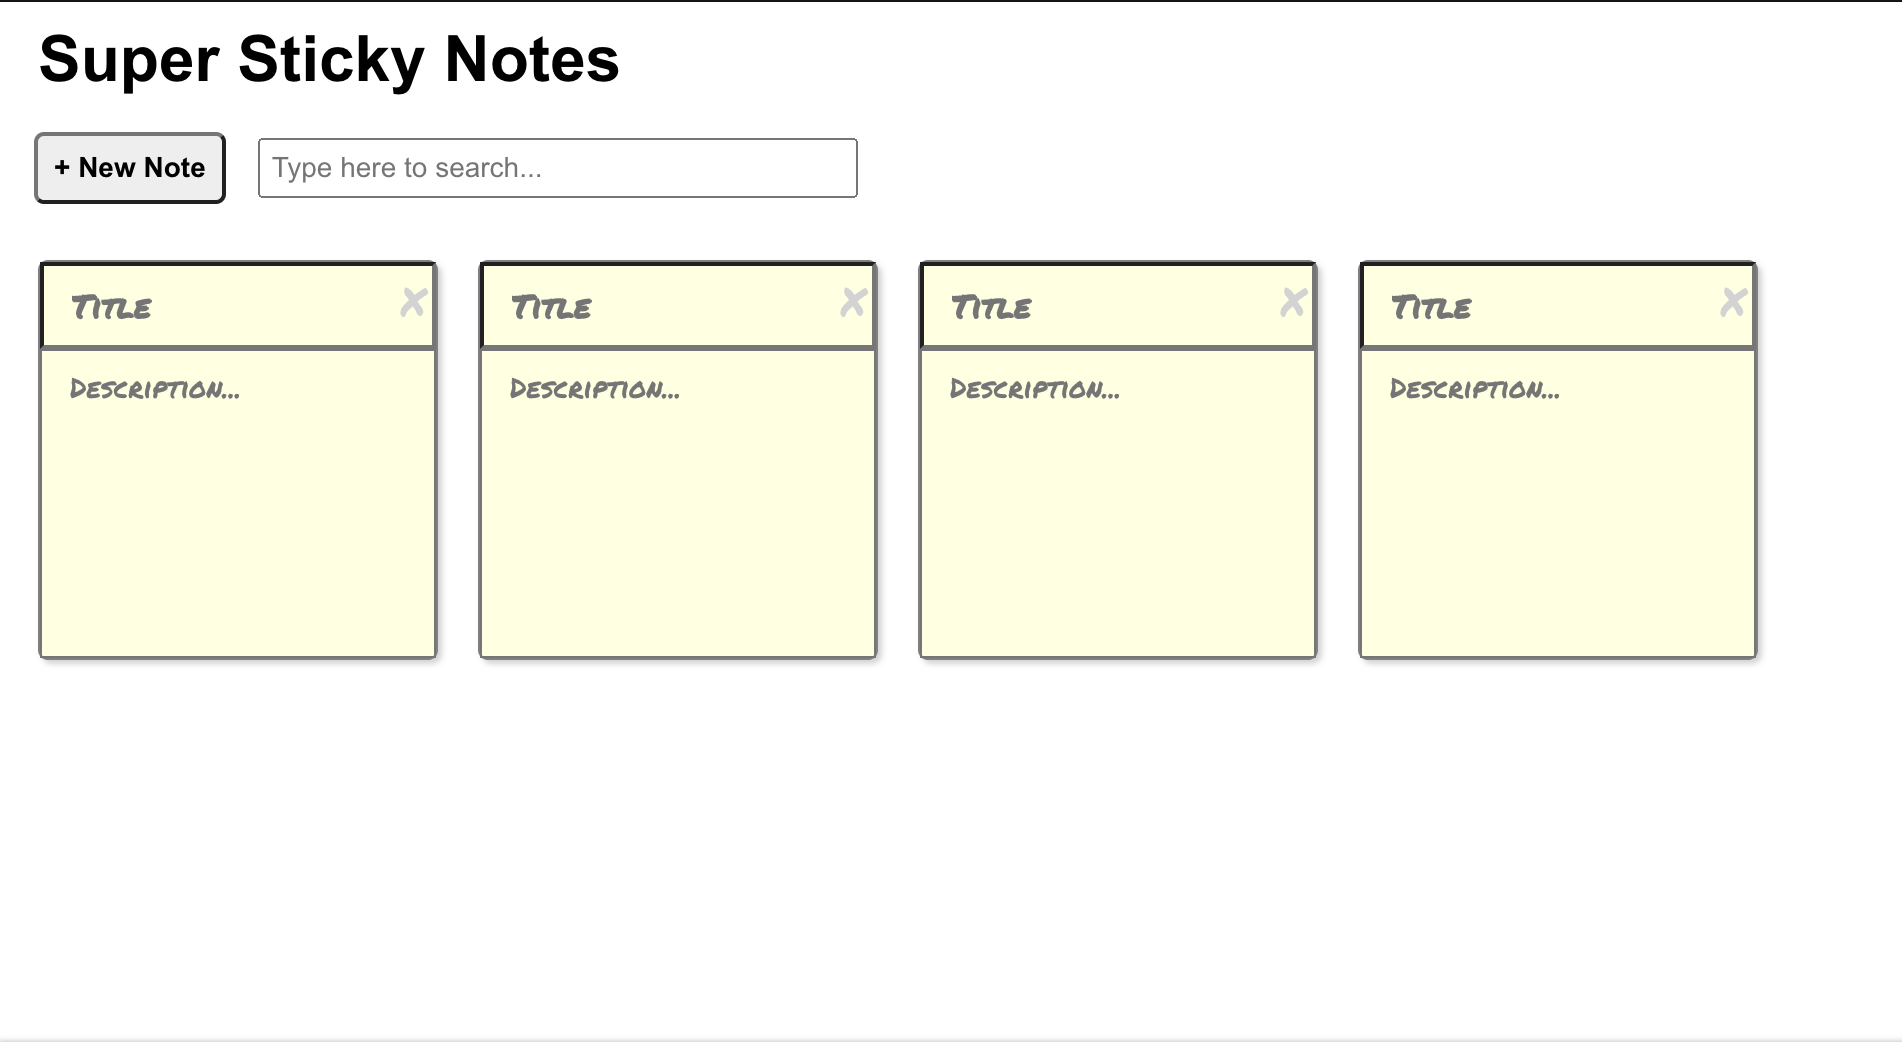 Super Sticky Notes
+ New Note
Type here to search...
Title
✘
Title
✘
Title
✘
Title
✘
Description...
Description...
Description...
Description...